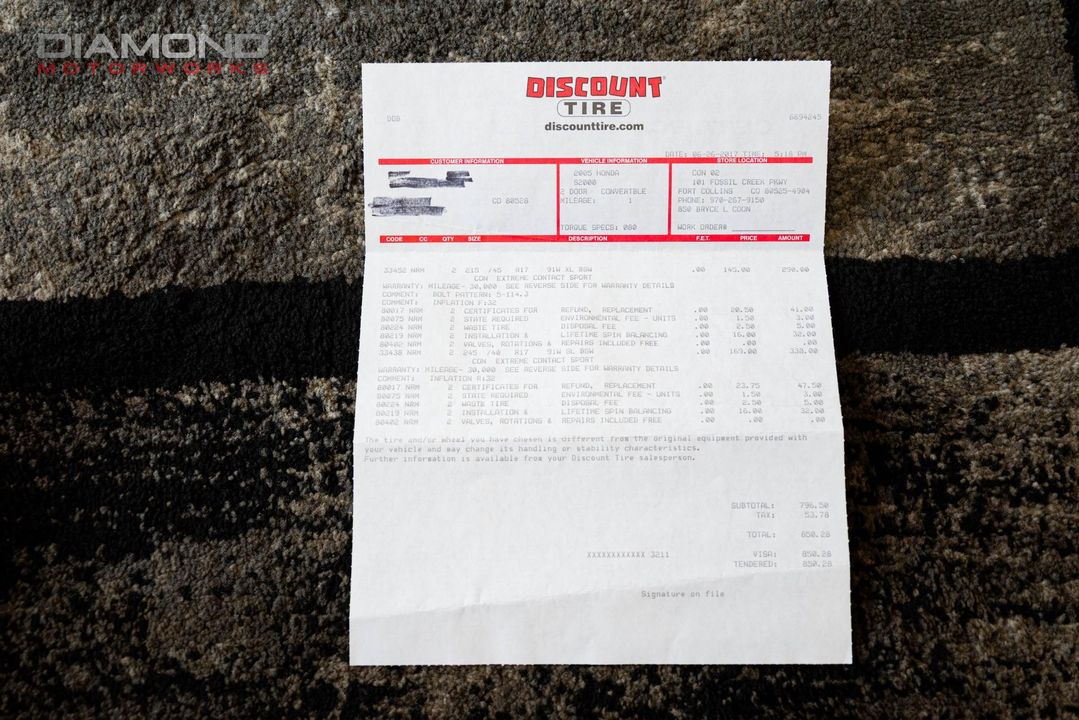 DIAMOND
MOTORWORKS
DISCOUNT
TIRE
discounttire.com
6694245
DATE: 06-26-2017 TIME: 5:18 PM
CUSTOMER INFORMATION VEHICLE INFORMATION STORE LOCATION
2005 HONDA CON 02
S2000 101 FOSSIL CREEK PKWY
2 DOOR CONVERTIBLE FORT COLLINS CO 80525-4904
CO 80526 MILEAGE: 1 PHONE: 970-267-9150
850 BRYCE L COON
TORQUE SPECS: 080 WORK ORDER#
CODE CC QTY SIZE DESCRIPTION F.E.T. PRICE AMOUNT
33452 NRM 2 215 /45 R17 91W XL BSW .00 145.00 290.00
CON EXTREME CONTACT SPORT
WARRANTY: MILEAGE- 30,000 SEE REVERSE SIDE FOR WARRANTY DETAILS
COMMENT: BOLT PATTERN: 5-114.3
COMMENT: INFLATION F:32
80017 NRM 2 CERTIFICATES FOR REFUND, REPLACEMENT .00 20.50 41.00
80075 NRM 2 STATE REQUIRED ENVIRONMENTAL FEE - UNITS .00 1.50 3.00
80224 NRM 2 WASTE TIRE DISPOSAL FEE .00 2.50 5.00
80219 NRM 2 INSTALLATION & LIFETIME SPIN BALANCING .00 16.00 32.00
80402 NRM 2 VALVES, ROTATIONS & REPAIRS INCLUDED FREE .00 .00 .00
33438 NRM 2 245 /40 R17 91W SL BSW .00 169.00 338.00
CON EXTREME CONTACT SPORT
WARRANTY: MILEAGE- 30,000 SEE REVERSE SIDE FOR WARRANTY DETAILS
COMMENT: INFLATION R:32
80017 NRM 2 CERTIFICATES FOR REFUND, REPLACEMENT .00 23.75 47.50
80075 NRM 2 STATE REQUIRED ENVIRONMENTAL FEE - UNITS .00 1.50 3.00
80224 NRM 2 WASTE TIRE DISPOSAL FEE .00 2.50 5.00
80219 NRM 2 INSTALLATION & LIFETIME SPIN BALANCING .00 16.00 32.00
80402 NRM 2 VALVES, ROTATIONS & REPAIRS INCLUDED FREE .00 .00 .00
The tire and/or wheel you have chosen is different from the original equipment provided with
your vehicle and may change its handling or stability characteristics.
Further information is available from your Discount Tire salesperson.
SUBTOTAL: 796.50
TAX: 53.78
TOTAL: 850.28
XXXXXXXXXXXX 3211 VISA: 850.28
TENDERED: 850.28
Signature on file